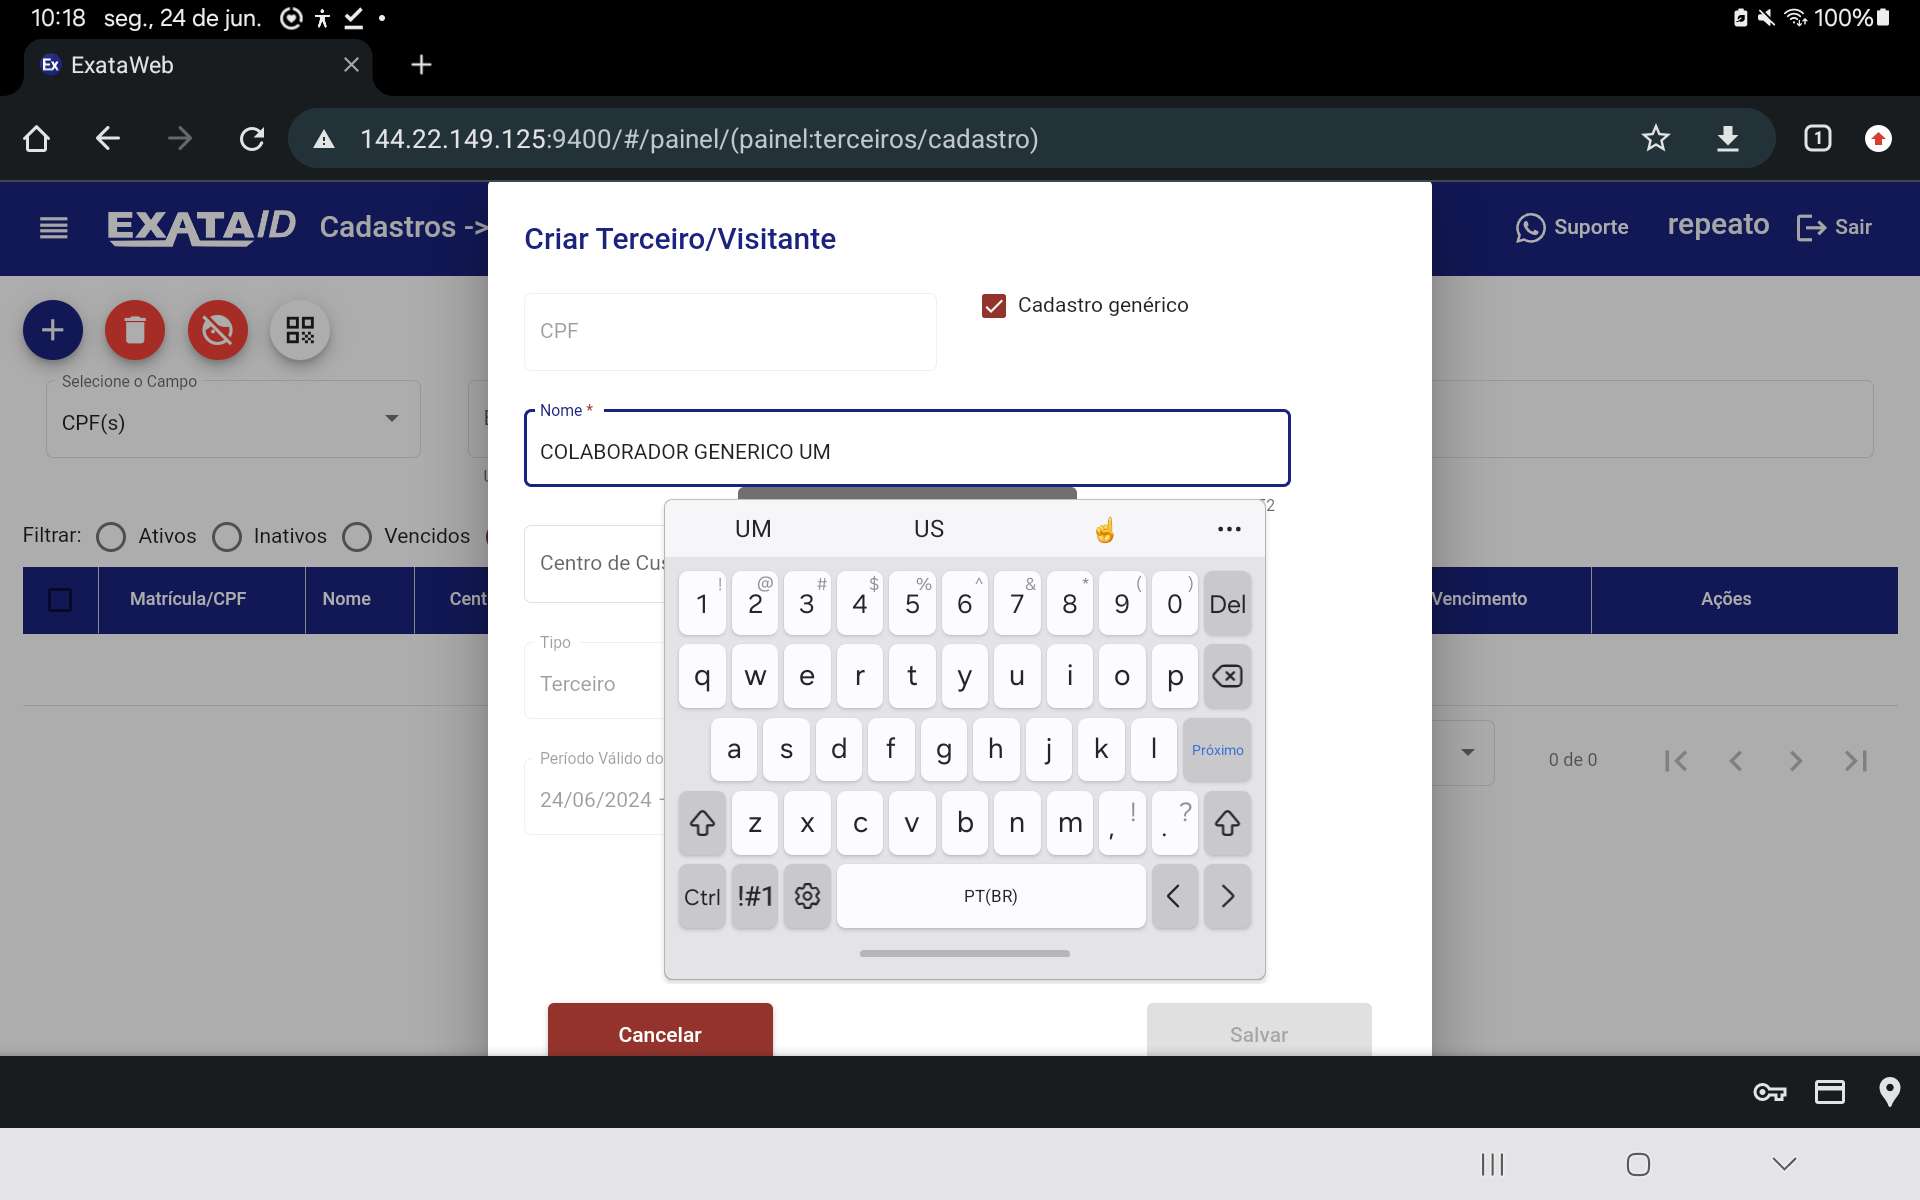 10:18 seg., 24 de jun. 100%
Ex ExataWeb
144.22.149.125:9400/#/painel/(painel:terceiros/cadastro) 1
EXATA ID Cadastros -> Suporte repeato Sair
Criar Terceiro/Visitante
CPF
Cadastro genérico
Selecione o Campo
CPF(s)
Nome *
COLABORADOR GENERICO UM
Filtrar: Ativos Inativos Vencidos
Centro de Cus
Matrícula/CPF Nome Cent Vencimento Ações
Tipo
Terceiro
0 de 0
Período Válido do
24/06/2024 -
UM US ☝ ...
! @ # $ % ^ & * ( )
1 2 3 4 5 6 7 8 9 0 Del
q w e r t y u i o p
a s d f g h j k l Próximo
z x c v b n m , ! . ?
Ctrl !#1 PT(BR) < >
Cancelar Salvar